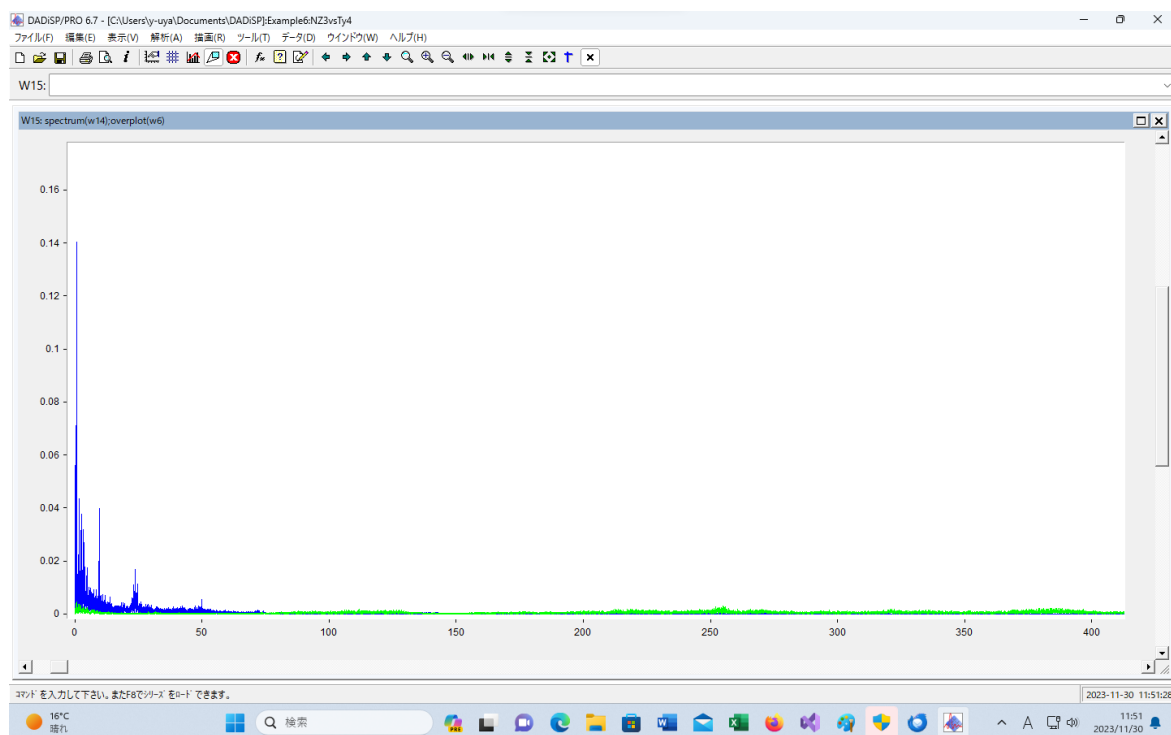 DADiSP/PRO 6.7 - [C:\Users\y-uya\Documents\DADiSP]:Example6:NZ3vsTy4
ファイル(F) 編集(E) 表示(V) 解析(A) 描画(R) ツール(T) データ(D) ウインドウ(W) ヘルプ(H)
W15:
W15: spectrum(w14);overplot(w6)
0.16
0.14
0.12
0.1
0.08
0.06
0.04
0.02
0
0 50 100 150 200 250 300 350 400
コマンド を入力して下さい。またF8でシリーズ をロード できます。
2023-11-30 11:51:28
16°C
晴れ
検索
PRE
A
11:51
2023/11/30